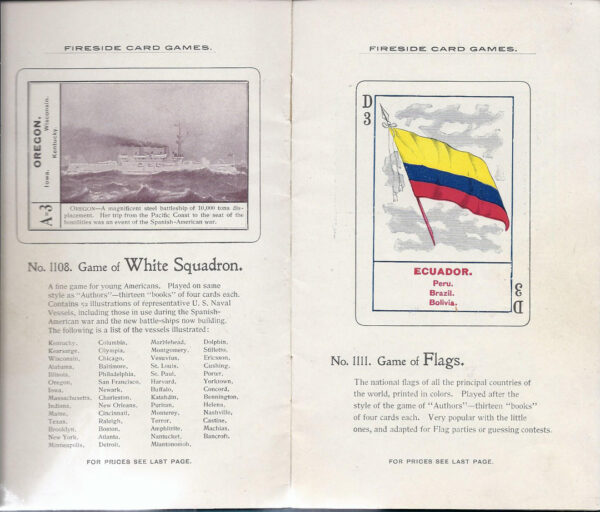 FIRESIDE CARD GAMES.
OREGON.
Iowa. Wisconsin.
Kentucky.
A=3
OREGON—A magnificent steel battleship of 10,000 tons dis-
placement. Her trip from the Pacific Coast to the seat of the
hostilities was an event of the Spanish-American war.
No. 1108. Game of White Squadron.
A fine game for young Americans. Played on same
style as "Authors"—thirteen "books" of four cards each.
Contains 52 illustrations of representative U. S. Naval
Vessels, including those in use during the Spanish-
American war and the new battle-ships now building.
The following is a list of the vessels illustrated:
Kentucky, Columbia, Marblehead, Dolphin,
Kearsarge, Olympia, Montgomery, Stiletto,
Wisconsin, Chicago, Vesuvius, Ericsson,
Alabama, Baltimore, St. Louis, Cushing,
Illinois, Philadelphia, St. Paul, Porter,
Oregon, San Francisco, Harvard, Yorktown,
Iowa, Newark, Buffalo, Concord,
Massachusetts, Charleston, Katahdin, Bennington,
Indiana, New Orleans, Puritan, Helena,
Maine, Cincinnati, Monterey, Nashville,
Texas, Raleigh, Terror, Castine,
Brooklyn, Boston, Amphitrite, Machias,
New York, Atlanta, Nantucket, Bancroft.
Minneapolis, Detroit, Miantonomoh,
FOR PRICES SEE LAST PAGE.
FIRESIDE CARD GAMES.
D
3
ECUADOR.
Peru.
Brazil.
Bolivia.
D
3
No. 1111. Game of Flags.
The national flags of all the principal countries of
the world, printed in colors. Played after the
style of the game of "Authors"—thirteen "books"
of four cards each. Very popular with the little
ones, and adapted for Flag parties or guessing contests.
FOR PRICES SEE LAST PAGE.